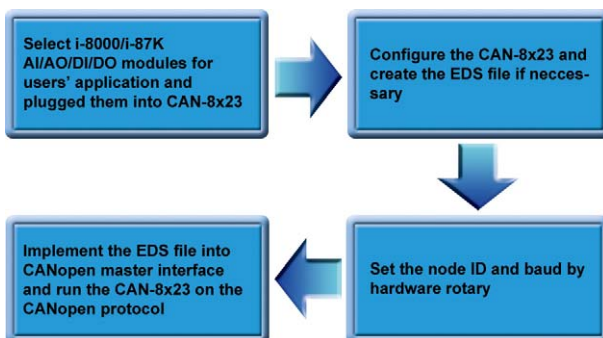 Select i-8000/i-87K
AI/AO/DI/DO modules for
users' application and
plugged them into CAN-8x23
Configure the CAN-8x23 and
create the EDS file if necces-
sary
Set the node ID and baud by
hardware rotary
Implement the EDS file into
CANopen master interface
and run the CAN-8x23 on the
CANopen protocol